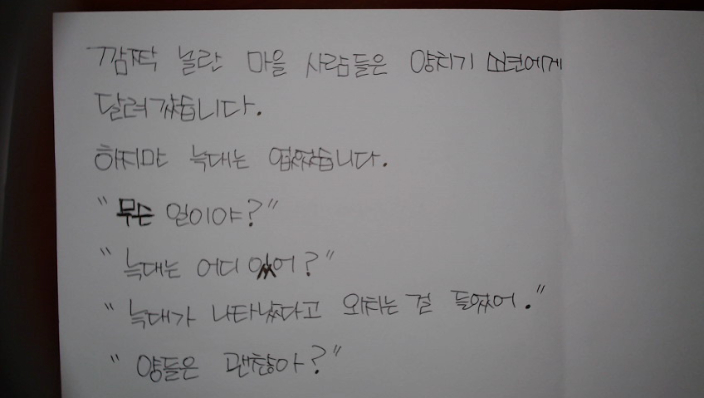 깜짝 놀란 마을 사람들은 양치기 소년에게
달려갔습니다.
하지만 늑대는 없었습니다.
"무슨 일이야?"
"늑대는 어디 있어?"
"늑대가 나타났다고 외치는 걸 들었어."
"양들은 괜찮아?"